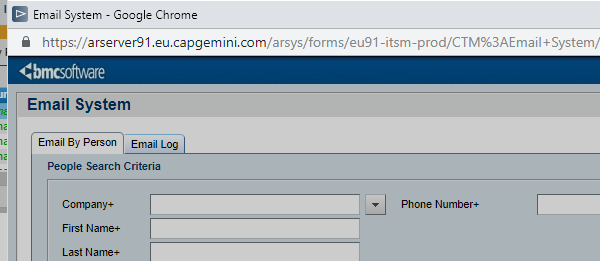 Email System - Google Chrome
https://arserver91.eu.capgemini.com/arsys/forms/eu91-itsm-prod/CTM%3AEmail+System/
bmcsoftware
Email System
Email By Person
Email Log
People Search Criteria
Company+ Phone Number+
First Name+
Last Name+